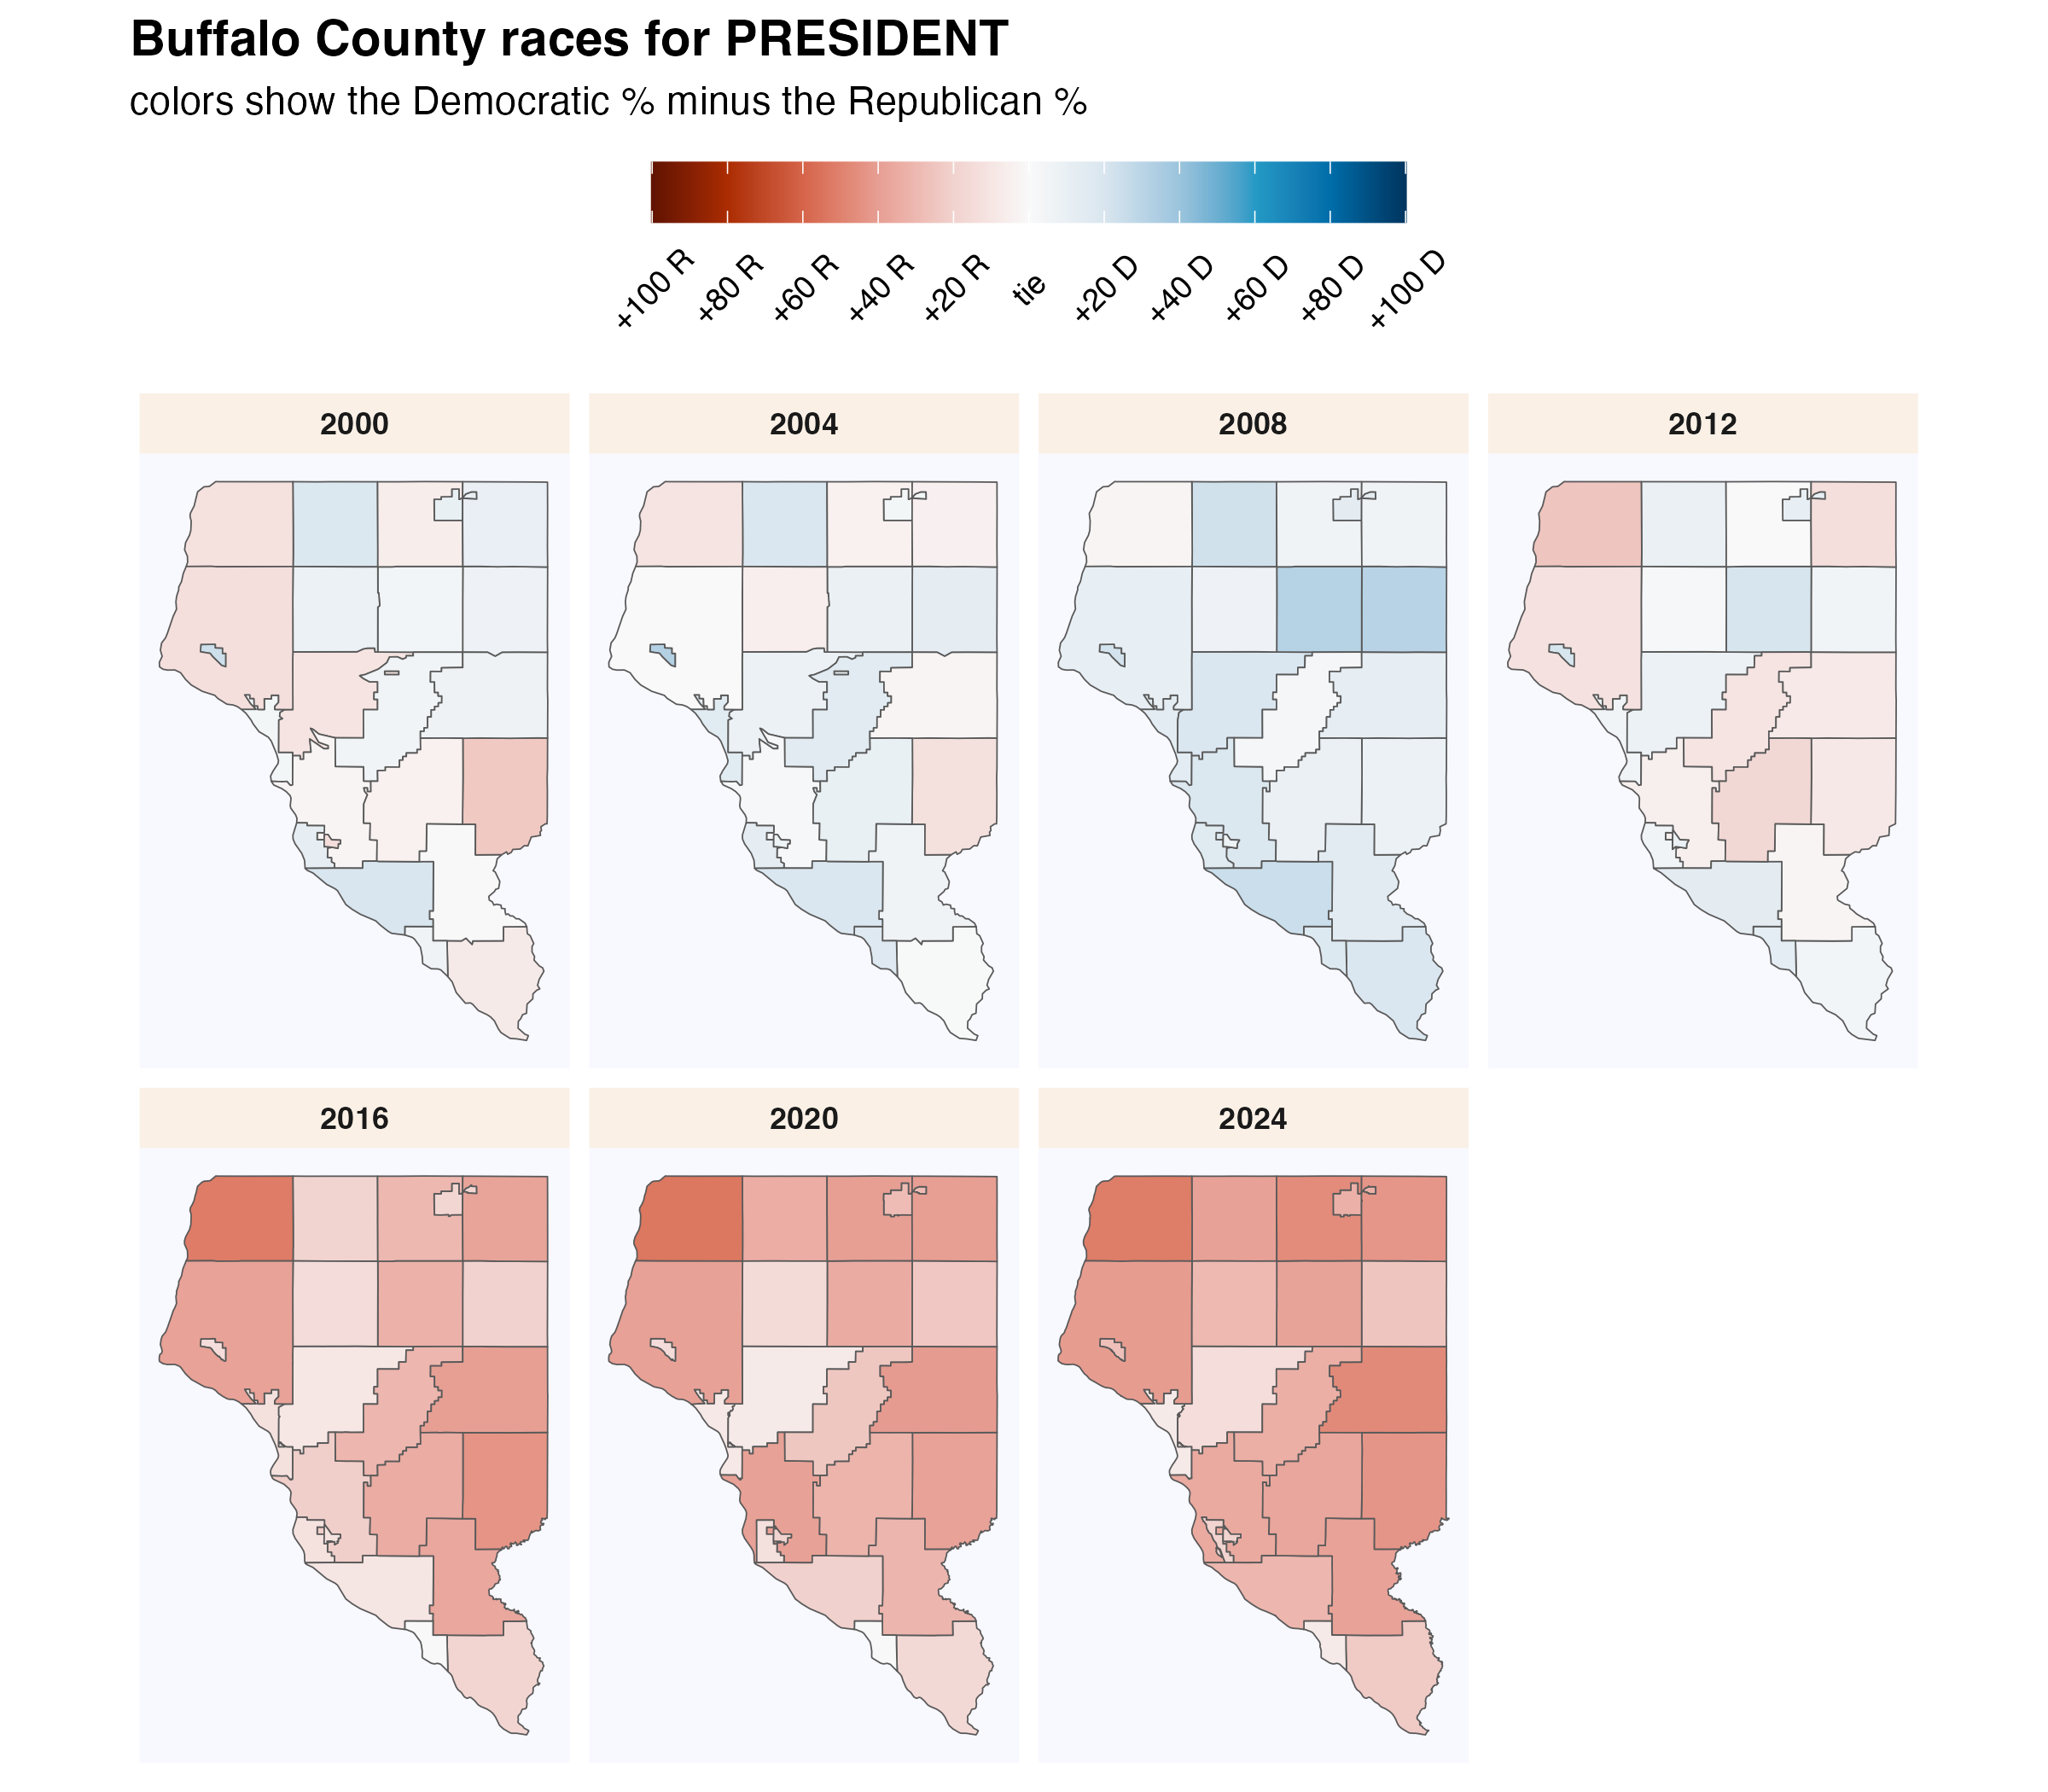 Buffalo County races for PRESIDENT
colors show the Democratic % minus the Republican %
+100 R
+80 R
+60 R
+40 R
+20 R
tie
+20 D
+40 D
+60 D
+80 D
+100 D
2000
2004
2008
2012
2016
2020
2024